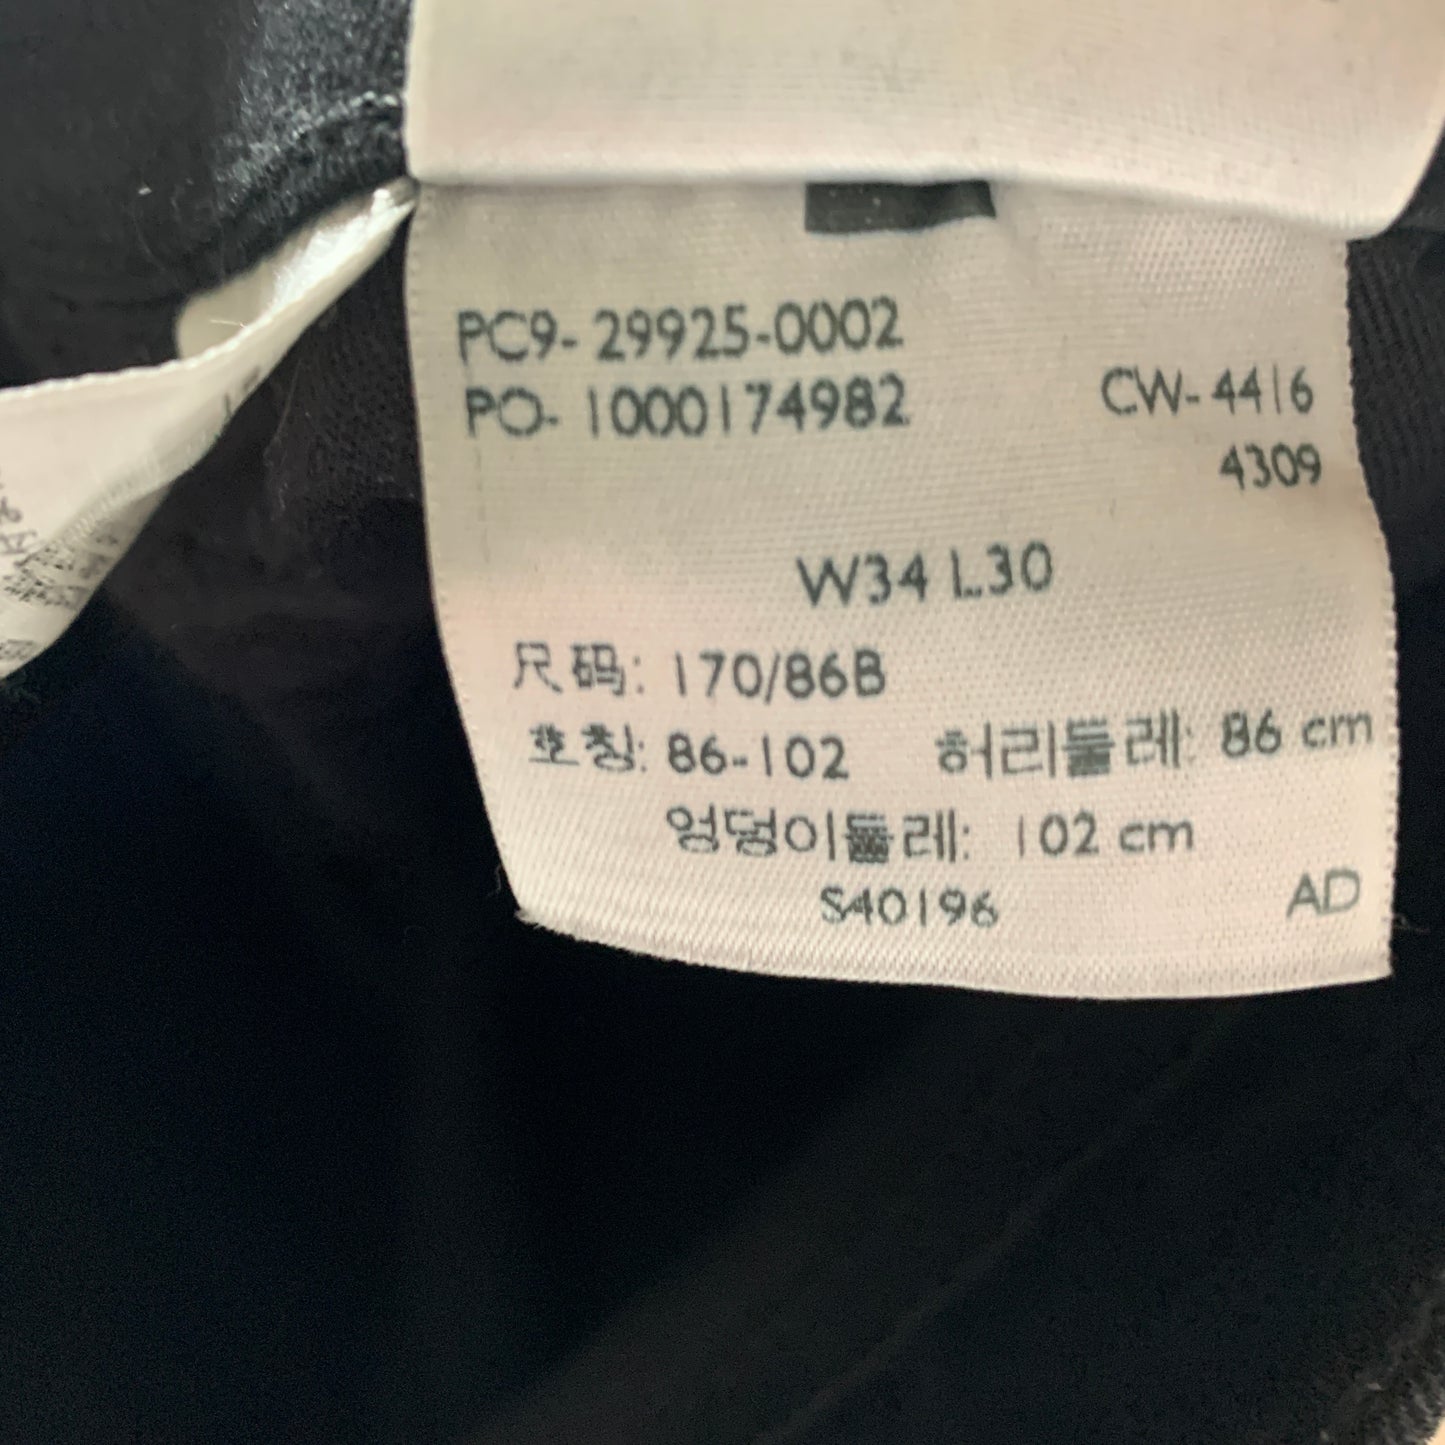 PC9-29925-0002
PO-1000174982 CW-4416
4309
W34 L30
尺码: 170/86B
호칭: 86-102 허리둘레: 86 cm
엉덩이둘레: 102 cm
S40196 AD